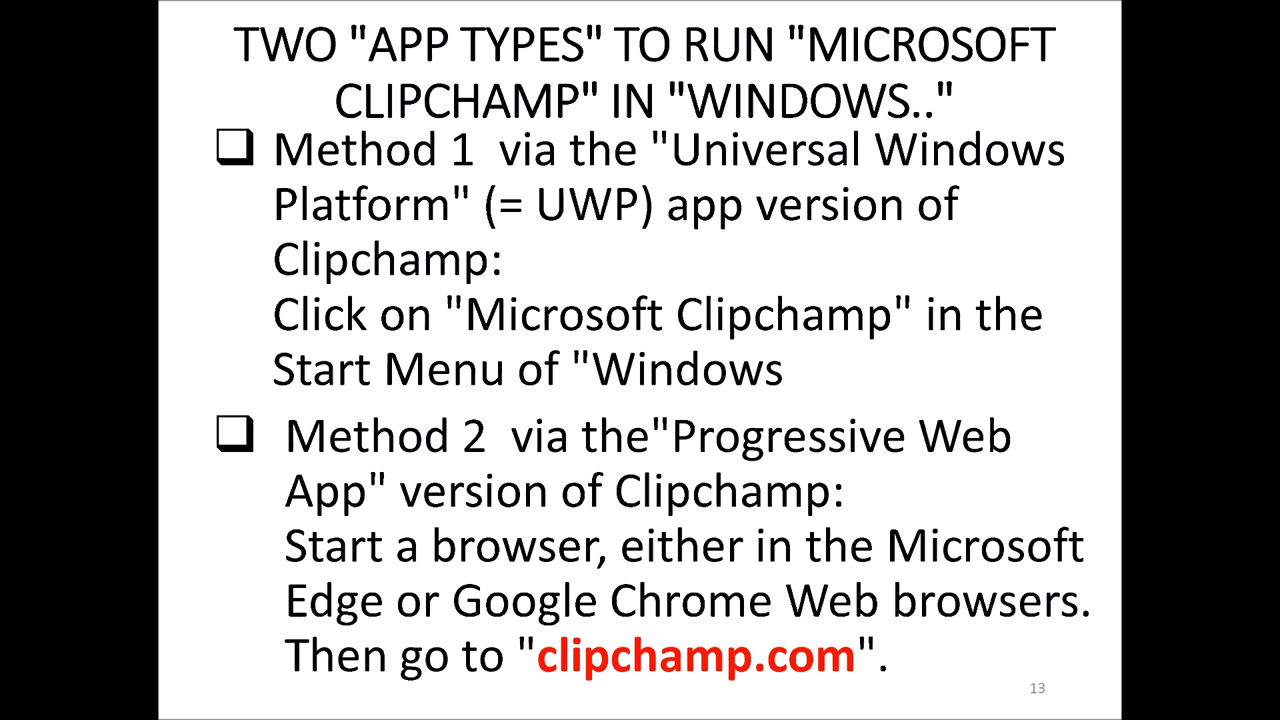 TWO "APP TYPES" TO RUN "MICROSOFT
CLIPCHAMP" IN "WINDOWS.."
Method 1  via the "Universal Windows
Platform" (= UWP) app version of
Clipchamp:
Click on "Microsoft Clipchamp" in the
Start Menu of "Windows
Method 2  via the"Progressive Web
App" version of Clipchamp:
Start a browser, either in the Microsoft
Edge or Google Chrome Web browsers.
Then go to "clipchamp.com".
13